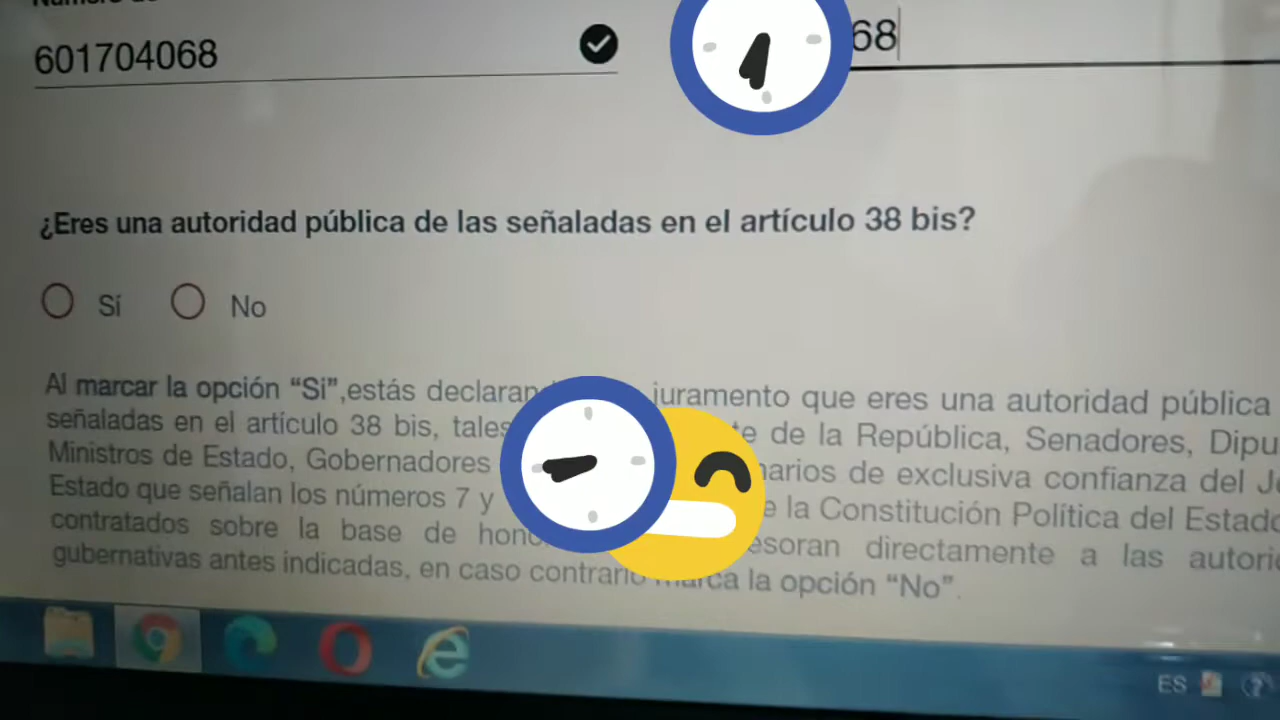 601704068
68
¿Eres una autoridad pública de las señaladas en el artículo 38 bis?
Sí No
Al marcar la opción “Si”,estás juramento que eres una autoridad pública
señaladas en el artículo 38 bis, tales de la República, Senadores,
Ministros de Estado, Gobernadores de exclusiva confianza del
Estado que señalan los números 7 y la Constitución Política del Estado
contratados sobre la base de directamente a las
gubernativas antes indicadas, en caso contrario marca la opción “No”.
ES